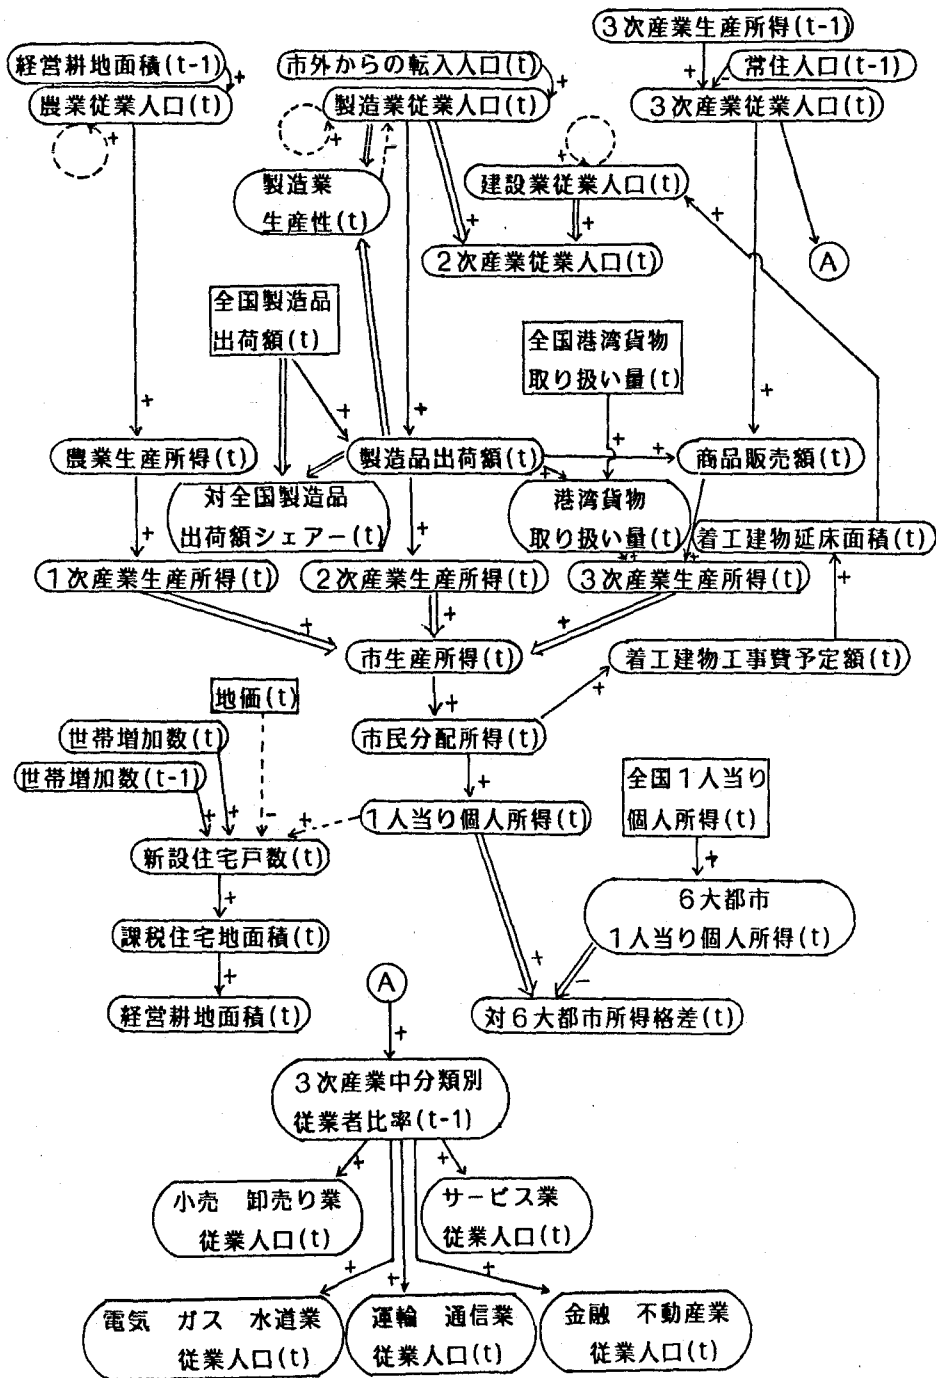 3次産業生産所得(t-1)
経営耕地面積(t-1)
市外からの転入人口(t)
常住人口(t-1)
農業従業人口(t)
製造業従業人口(t)
3次産業従業人口(t)
製造業
生産性(t)
建設業従業人口(t)
2次産業従業人口(t)
A
全国製造品
出荷額(t)
全国港湾貨物
取り扱い量(t)
農業生産所得(t)
製造品出荷額(t)
商品販売額(t)
対全国製造品
出荷額シェアー(t)
港湾貨物
取り扱い量(t)
着工建物延床面積(t)
1次産業生産所得(t)
2次産業生産所得(t)
3次産業生産所得(t)
市生産所得(t)
着工建物工事費予定額(t)
地価(t)
世帯増加数(t)
市民分配所得(t)
世帯増加数(t-1)
全国1人当り
個人所得(t)
1人当り個人所得(t)
新設住宅戸数(t)
6大都市
1人当り個人所得(t)
課税住宅地面積(t)
A
経営耕地面積(t)
対6大都市所得格差(t)
3次産業中分類別
従業者比率(t-1)
小売 卸売り業
従業人口(t)
サービス業
従業人口(t)
電気 ガス 水道業
従業人口(t)
運輸 通信業
従業人口(t)
金融 不動産業
従業人口(t)